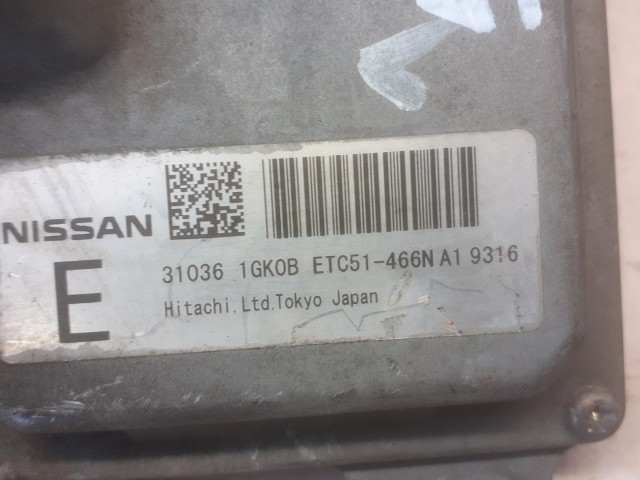 NISSAN
E
31036 1GK0B ETC51-466N A1 9316
Hitachi.Ltd.Tokyo Japan